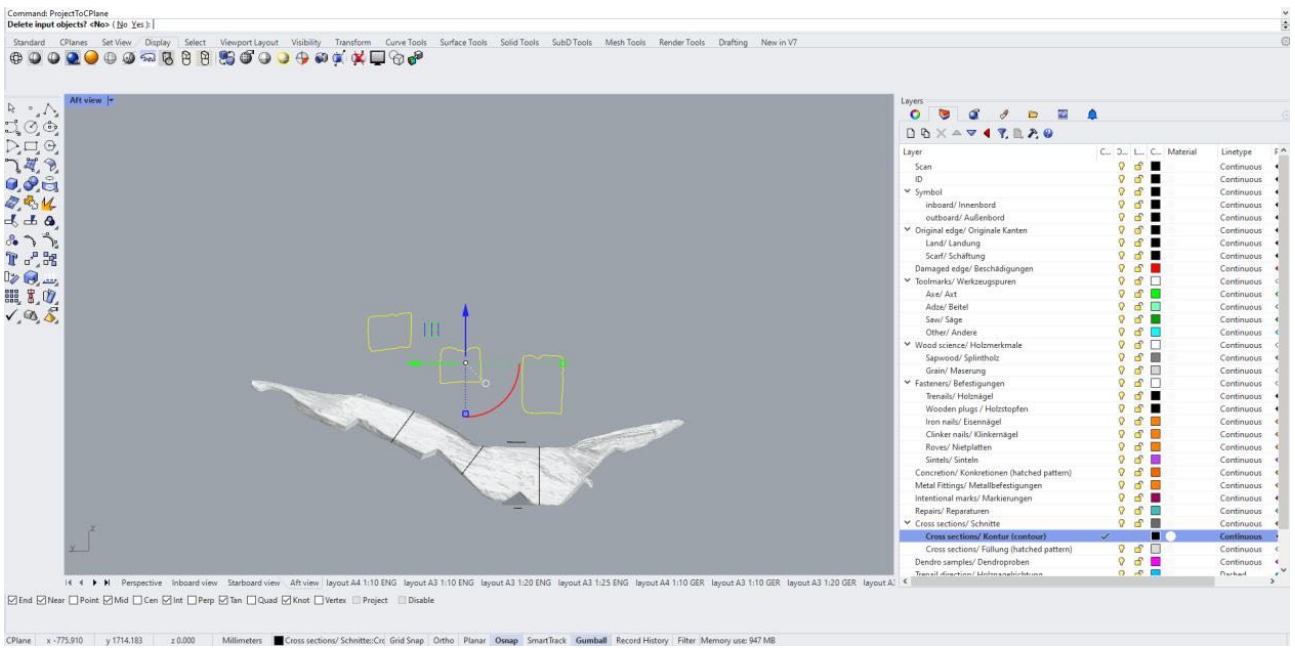 Command: ProjectToCPlane
Delete input objects? <No> ( No Yes ):
Standard CPlanes Set View Display Select Viewport Layout Visibility Transform Curve Tools Surface Tools Solid Tools SubD Tools Mesh Tools Render Tools Drafting New in V7
Aft view
Layers
Layer C... D... L... C... Material Linetype
Scan Continuous
ID Continuous
Symbol Continuous
inboard/ Innenbord Continuous
outboard/ Außenbord Continuous
Original edge/ Originale Kanten Continuous
Land/ Landung Continuous
Scarf/ Schäftung Continuous
Damaged edge/ Beschädigungen Continuous
Toolmarks/ Werkzeugspuren Continuous
Axe/ Axt Continuous
Adze/ Beitel Continuous
Saw/ Säge Continuous
Other/ Andere Continuous
Wood science/ Holzmerkmale Continuous
Sapwood/ Splintholz Continuous
Grain/ Maserung Continuous
Fasteners/ Befestigungen Continuous
Trenails/ Holznägel Continuous
Wooden plugs / Holzstopfen Continuous
Iron nails/ Eisennägel Continuous
Clinker nails/ Klinkernägel Continuous
Roves/ Nietplatten Continuous
Sintels/ Sinteln Continuous
Concretion/ Konkretionen (hatched pattern) Continuous
Metal Fittings/ Metallbefestigungen Continuous
Intentional marks/ Markierungen Continuous
Repairs/ Reparaturen Continuous
Cross sections/ Schnitte Continuous
Cross sections/ Kontur (contour) Continuous
Cross sections/ Füllung (hatched pattern) Continuous
Dendro samples/ Dendroproben Continuous
Trenail direction/ Holznagelrichtung Dashed
z
y
Perspective Inboard view Starboard view Aft view layout A4 1:10 ENG layout A3 1:10 ENG layout A3 1:20 ENG layout A3 1:25 ENG layout A4 1:10 GER layout A3 1:10 GER layout A3 1:20 GER layout A:
End Near Point Mid Cen Int Perp Tan Quad Knot Vertex Project Disable
CPlane x -775.910 y 1714.183 z 0.000 Millimeters Cross sections/ Schnitte::Cro Grid Snap Ortho Planar Osnap SmartTrack Gumball Record History Filter Memory use: 947 MB